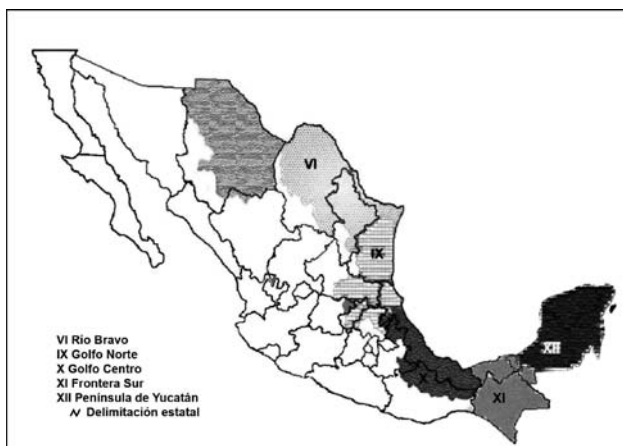 VI
IX
XII
X
XI
VI Río Bravo
IX Golfo Norte
X Golfo Centro
XI Frontera Sur
XII Península de Yucatán
Delimitación estatal